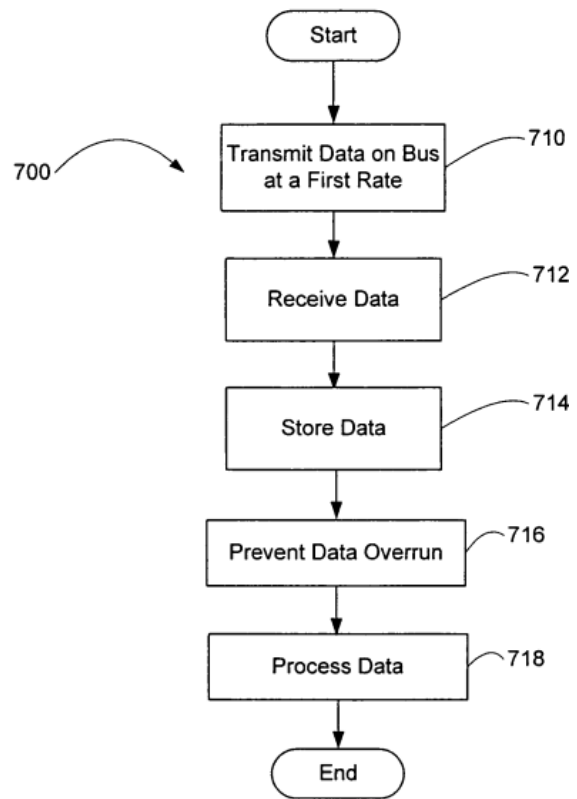 Start
700
Transmit Data on Bus
at a First Rate
710
Receive Data
712
Store Data
714
Prevent Data Overrun
716
Process Data
718
End